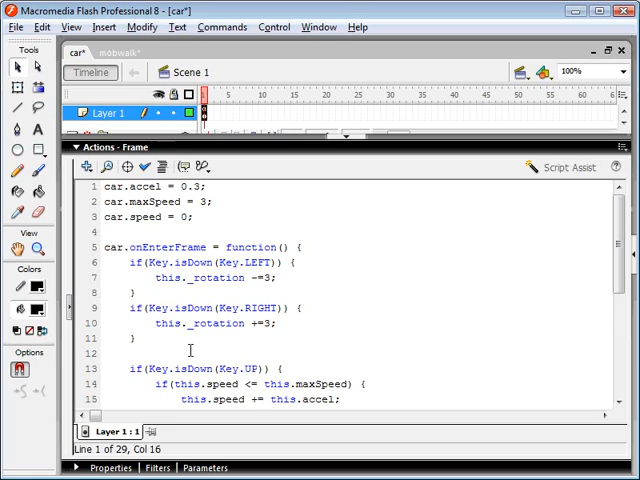 Macromedia Flash Professional 8 - [car*]
File Edit View Insert Modify Text Commands Control Window Help
Tools
car* mobwalk*
Timeline Scene 1 100%
1 5 10 15 20 25 30 35 40 45 50 55 60 65 70 75
Layer 1
Actions - Frame
Script Assist
1 car.accel = 0.3;
2 car.maxSpeed = 3;
3 car.speed = 0;
4
5 car.onEnterFrame = function() {
6 if(Key.isDown(Key.LEFT)) {
7 this._rotation -=3;
8 }
9 if(Key.isDown(Key.RIGHT)) {
10 this._rotation +=3;
11 }
12
13 if(Key.isDown(Key.UP)) {
14 if(this.speed <= this.maxSpeed) {
15 this.speed += this.accel;
View
Colors
Options
Layer 1 : 1
Line 1 of 29, Col 16
Properties Filters Parameters